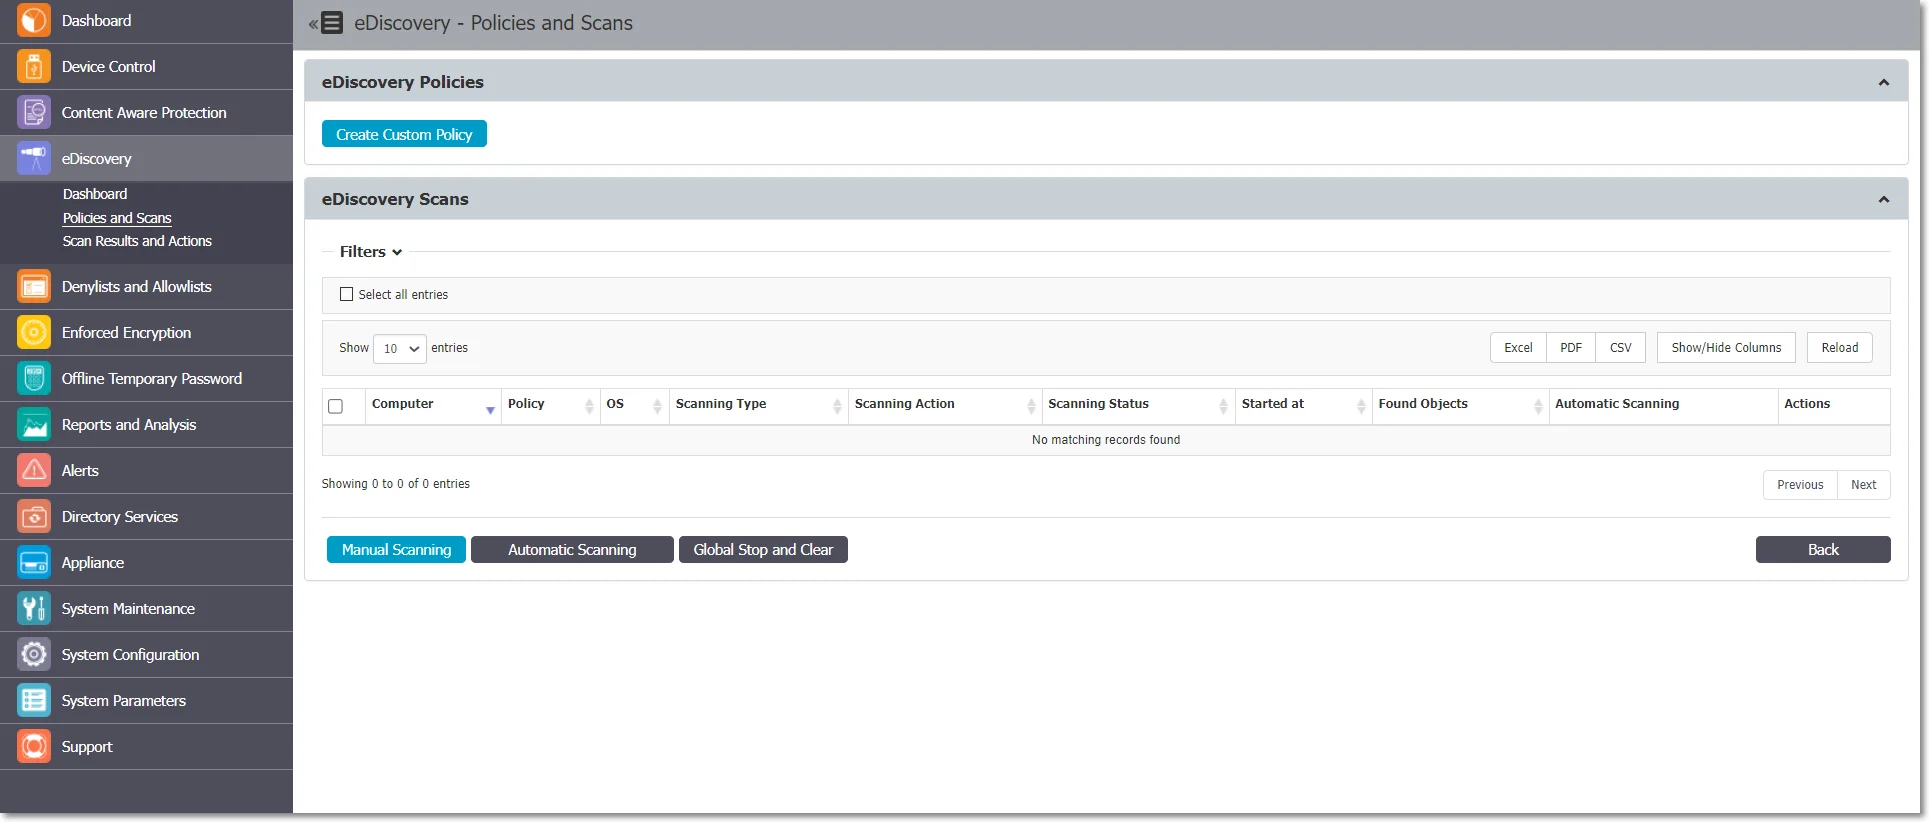 Dashboard
Device Control
Content Aware Protection
eDiscovery
Dashboard
Policies and Scans
Scan Results and Actions
Denylists and Allowlists
Enforced Encryption
Offline Temporary Password
Reports and Analysis
Alerts
Directory Services
Appliance
System Maintenance
System Configuration
System Parameters
Support
« eDiscovery - Policies and Scans
eDiscovery Policies
Create Custom Policy
eDiscovery Scans
Filters
Select all entries
Show 10 entries Excel PDF CSV Show/Hide Columns Reload
Computer Policy OS Scanning Type Scanning Action Scanning Status Started at Found Objects Automatic Scanning Actions
No matching records found
Showing 0 to 0 of 0 entries Previous Next
Manual Scanning Automatic Scanning Global Stop and Clear Back